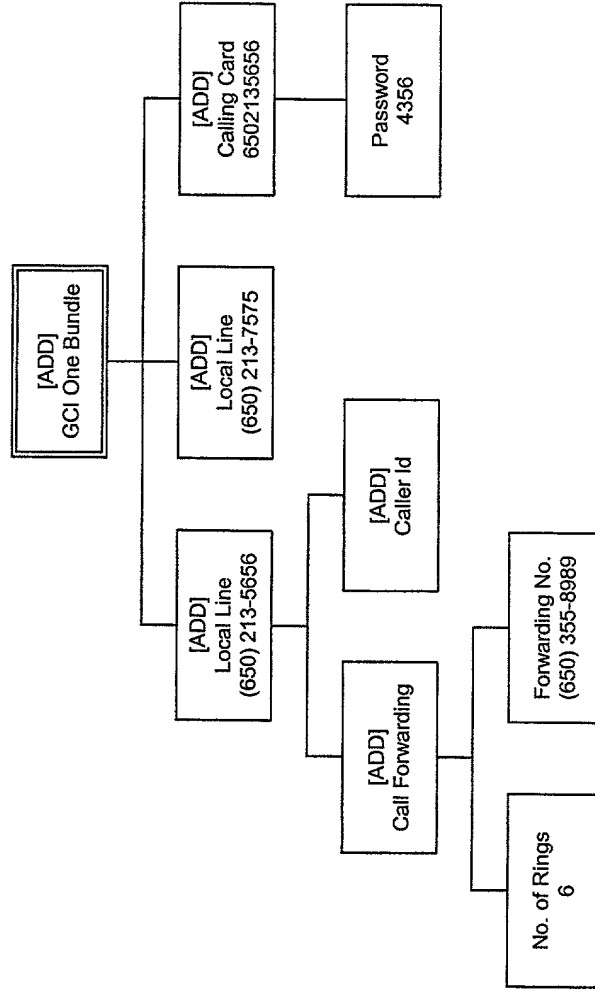 [ADD]
GCI One Bundle
[ADD]
Local Line
(650) 213-5656
[ADD]
Local Line
(650) 213-7575
[ADD]
Calling Card
6502135656
[ADD]
Call Forwarding
[ADD]
Caller Id
Password
4356
No. of Rings
6
Forwarding No.
(650) 355-8989